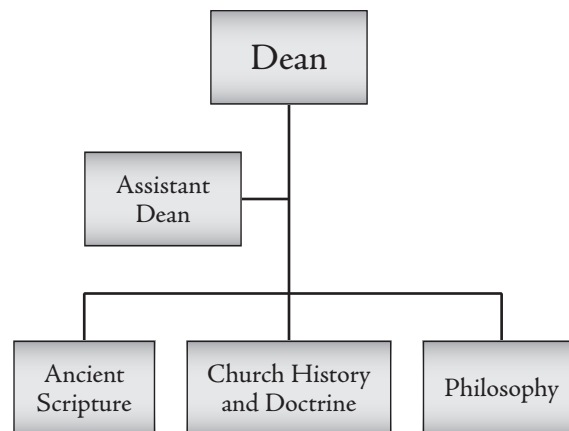 Dean
Assistant
Dean
Ancient
Scripture
Church History
and Doctrine
Philosophy